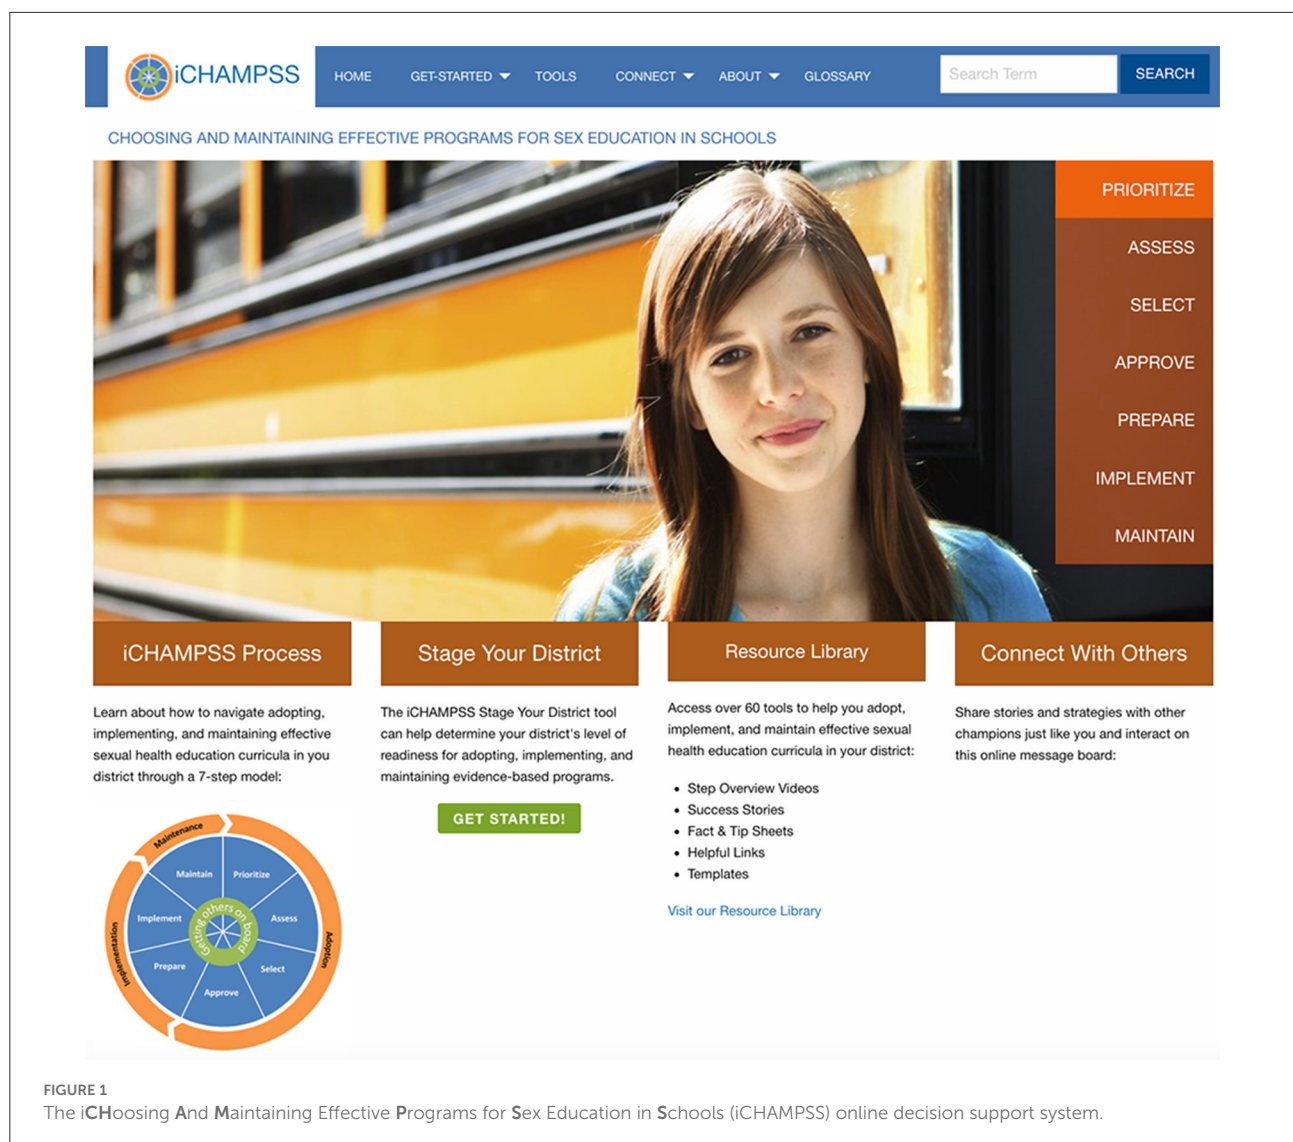 iCHAMPSS
HOME
GET-STARTED
TOOLS
CONNECT
ABOUT
GLOSSARY
Search Term
SEARCH
CHOOSING AND MAINTAINING EFFECTIVE PROGRAMS FOR SEX EDUCATION IN SCHOOLS
PRIORITIZE
ASSESS
SELECT
APPROVE
PREPARE
IMPLEMENT
MAINTAIN
iCHAMPSS Process
Learn about how to navigate adopting,
implementing, and maintaining effective
sexual health education curricula in you
district through a 7-step model:
Maintenance
Adoption
Implementation
Maintain
Prioritize
Implement
Assess
Prepare
Select
Approve
Getting others on board
Stage Your District
The iCHAMPSS Stage Your District tool
can help determine your district's level of
readiness for adopting, implementing, and
maintaining evidence-based programs.
GET STARTED!
Resource Library
Access over 60 tools to help you adopt,
implement, and maintain effective sexual
health education curricula in your district:
• Step Overview Videos
• Success Stories
• Fact & Tip Sheets
• Helpful Links
• Templates
Visit our Resource Library
Connect With Others
Share stories and strategies with other
champions just like you and interact on
this online message board:
FIGURE 1
The iCHoosing And Maintaining Effective Programs for Sex Education in Schools (iCHAMPSS) online decision support system.